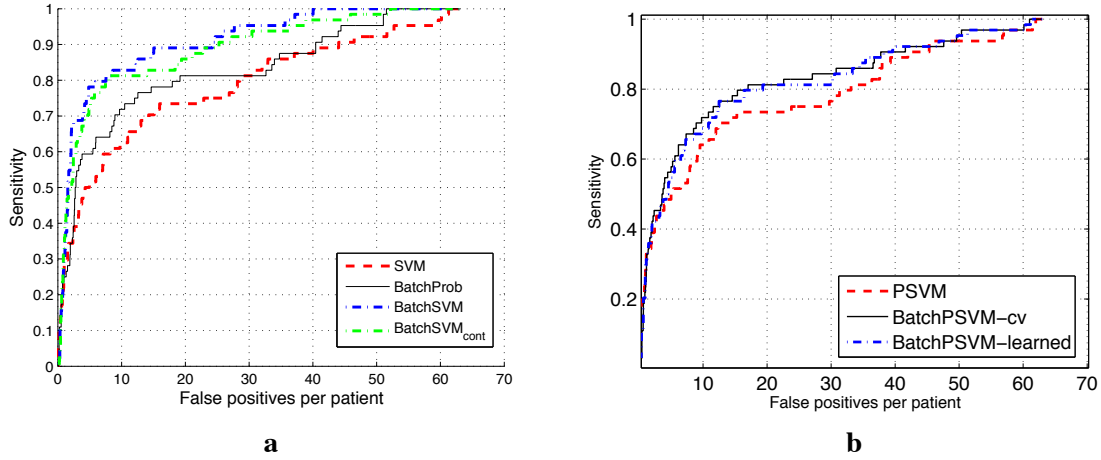 1
0.9
0.8
0.7
0.6
0.5
0.4
0.3
0.2
0.1
0
Sensitivity
0 10 20 30 40 50 60 70
False positives per patient
SVM
BatchProb
BatchSVM
BatchSVM_cont
a
1
0.8
0.6
0.4
0.2
Sensitivity
10 20 30 40 50 60 70
False positives per patient
PSVM
BatchPSVM−cv
BatchPSVM−learned
b